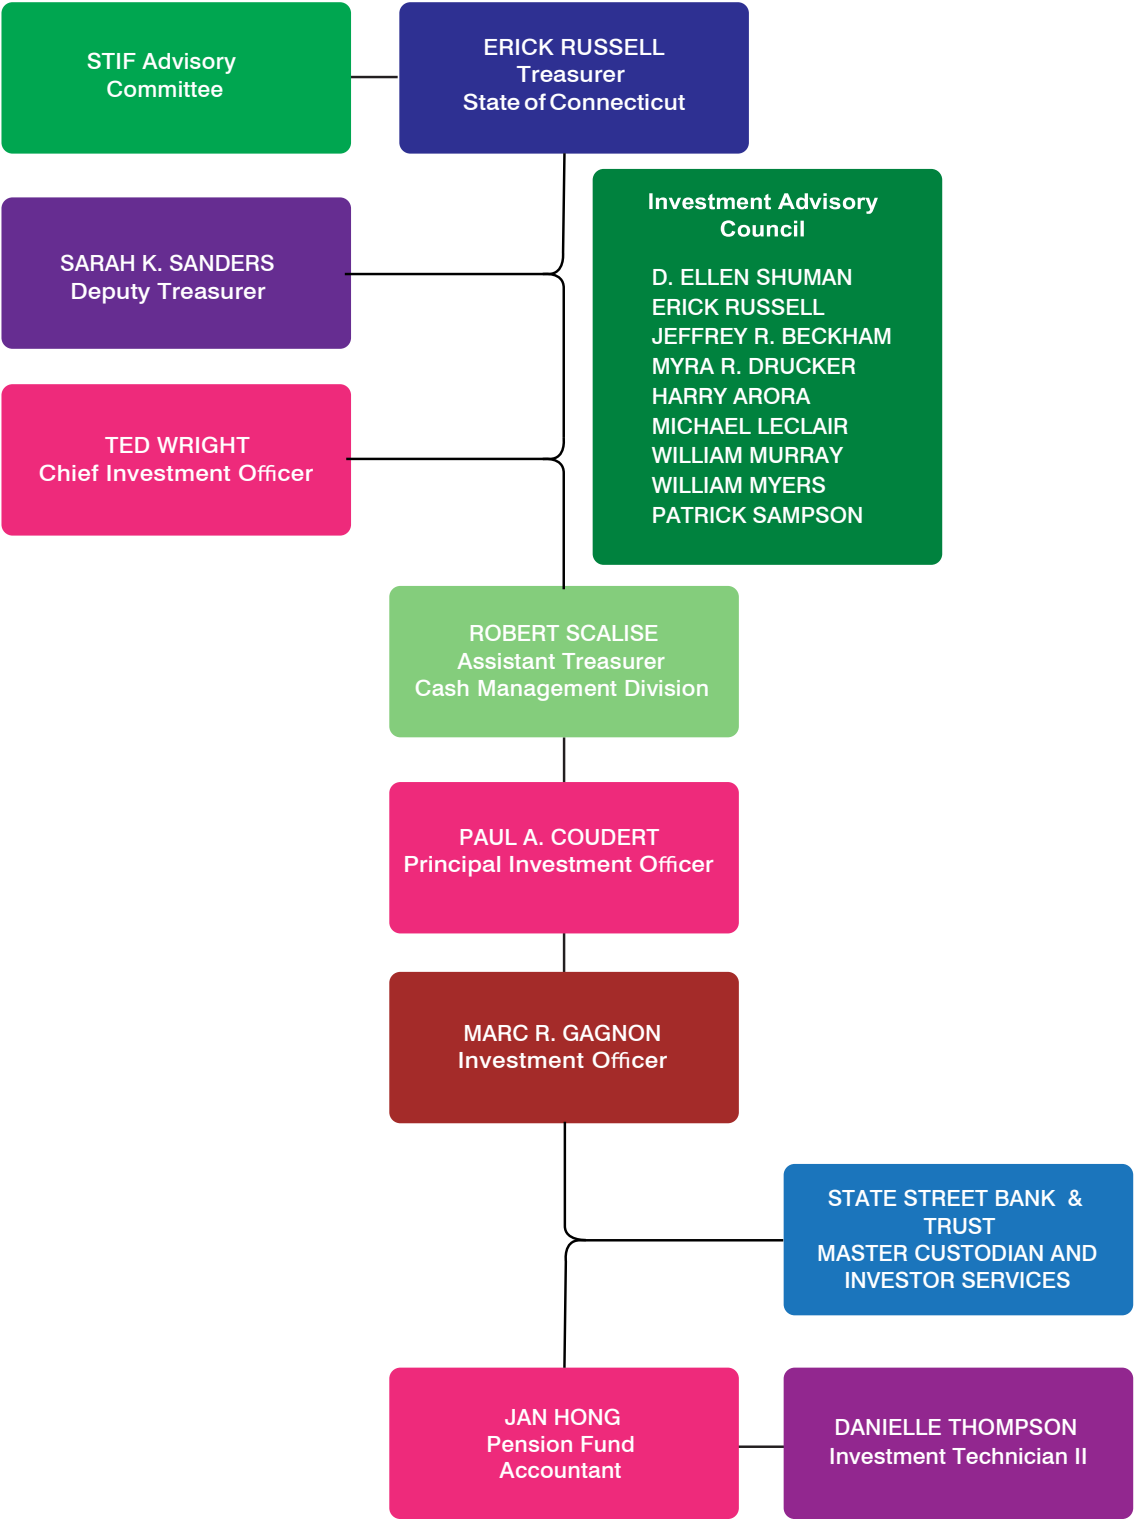 STIF Advisory
Committee
ERICK RUSSELL
Treasurer
State of Connecticut
SARAH K. SANDERS
Deputy Treasurer
Investment Advisory
Council
D. ELLEN SHUMAN
ERICK RUSSELL
JEFFREY R. BECKHAM
MYRA R. DRUCKER
HARRY ARORA
MICHAEL LECLAIR
WILLIAM MURRAY
WILLIAM MYERS
PATRICK SAMPSON
TED WRIGHT
Chief Investment Officer
ROBERT SCALISE
Assistant Treasurer
Cash Management Division
PAUL A. COUDERT
Principal Investment Officer
MARC R. GAGNON
Investment Officer
STATE STREET BANK &
TRUST
MASTER CUSTODIAN AND
INVESTOR SERVICES
JAN HONG
Pension Fund
Accountant
DANIELLE THOMPSON
Investment Technician II